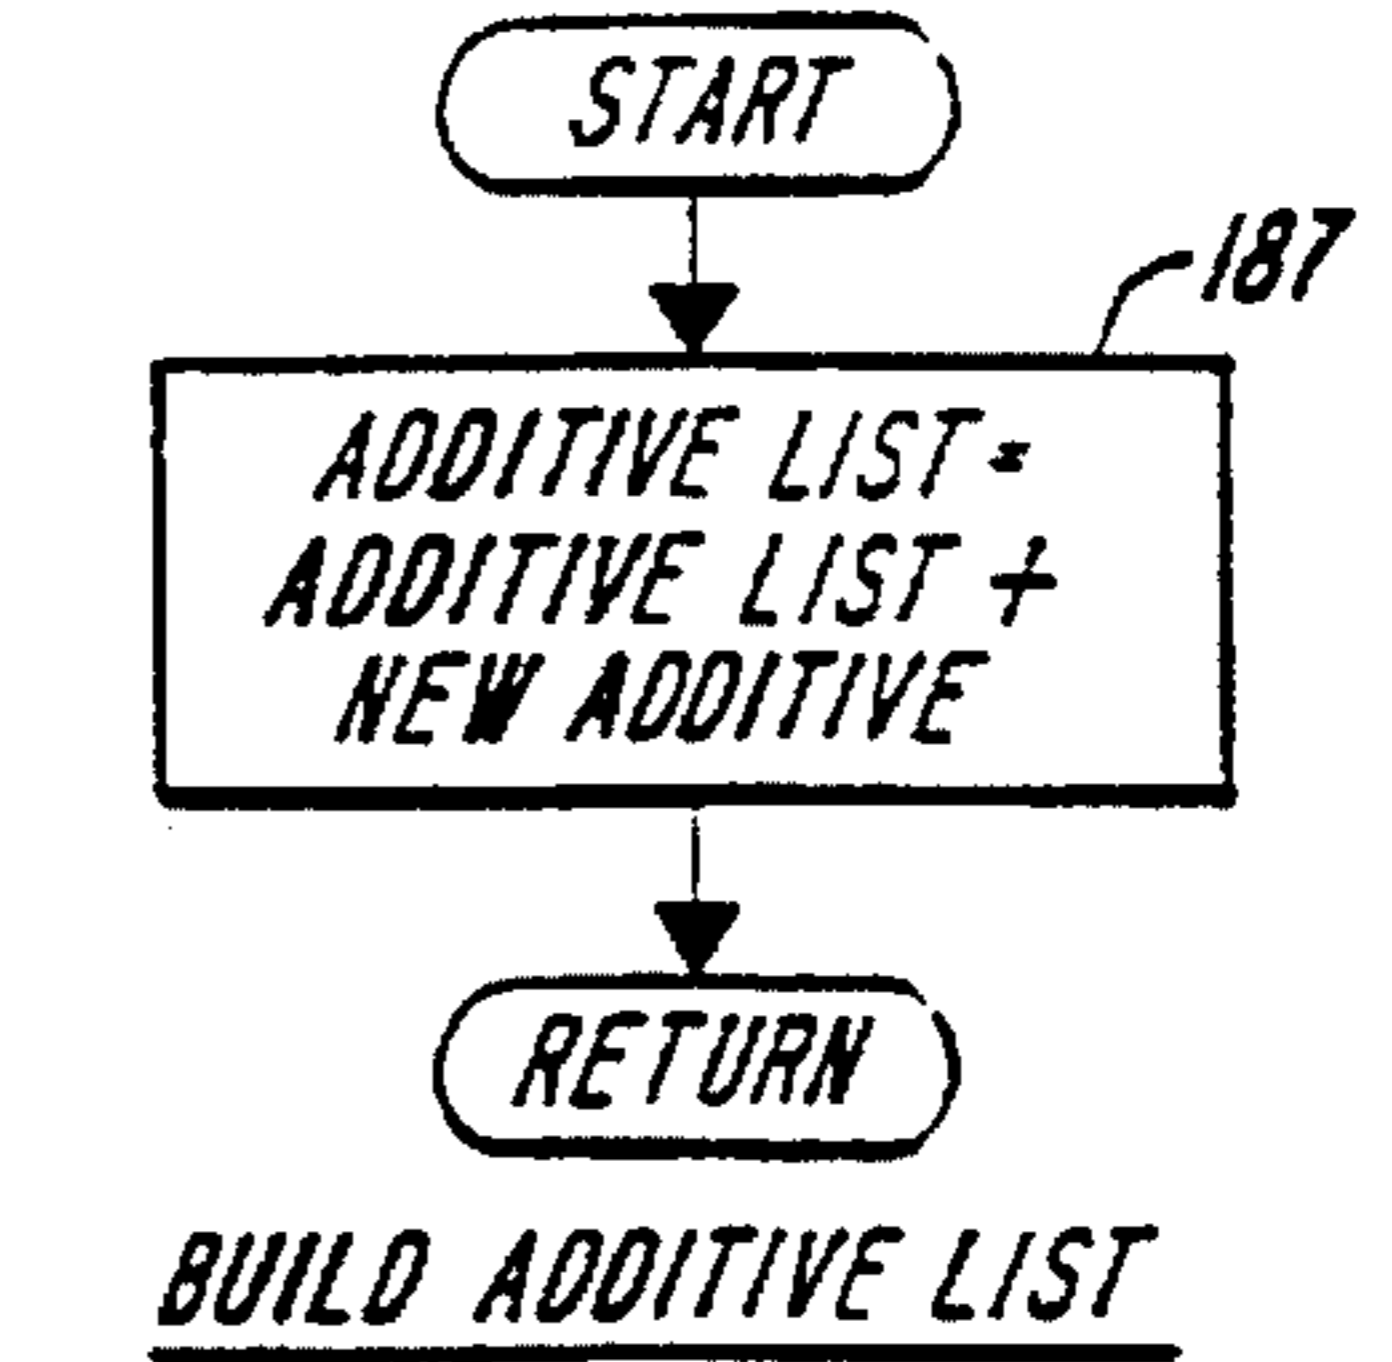 START
187
ADDITIVE LIST=
ADDITIVE LIST +
NEW ADDITIVE
RETURN
BUILD ADDITIVE LIST